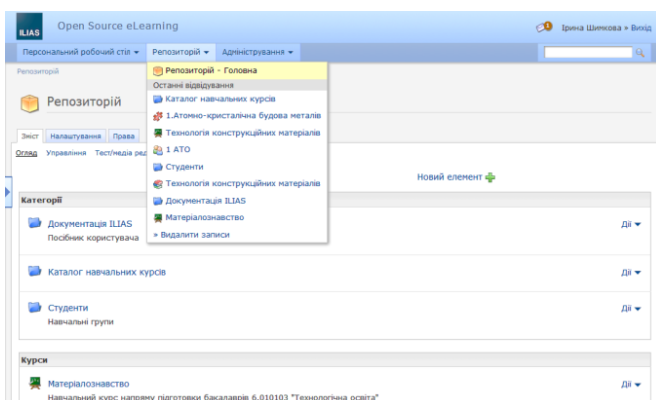 ILIAS
Open Source eLearning
Ірина Шимкова » Вихід
Персональний робочий стіл
Репозиторій
Адміністрування
Репозиторій
Репозиторій - Головна
Останні відвідування
Каталог навчальних курсів
1.Атомно-кристалічна будова металів
Технологія конструкційних матеріалів
1 АТО
Студенти
Технологія конструкційних матеріалів
Документація ILIAS
Матеріалознавство
» Видалити записи
Репозиторій
Зміст Налаштування Права
Огляд Управління Тест/медіа ред
Новий елемент
Категорії
Документація ILIAS
Дії
Посібник користувача
Каталог навчальних курсів
Дії
Студенти
Дії
Навчальні групи
Курси
Матеріалознавство
Дії
Навчальний курс напряму підготовки бакалаврів 6.010103 "Технологічна освіта"